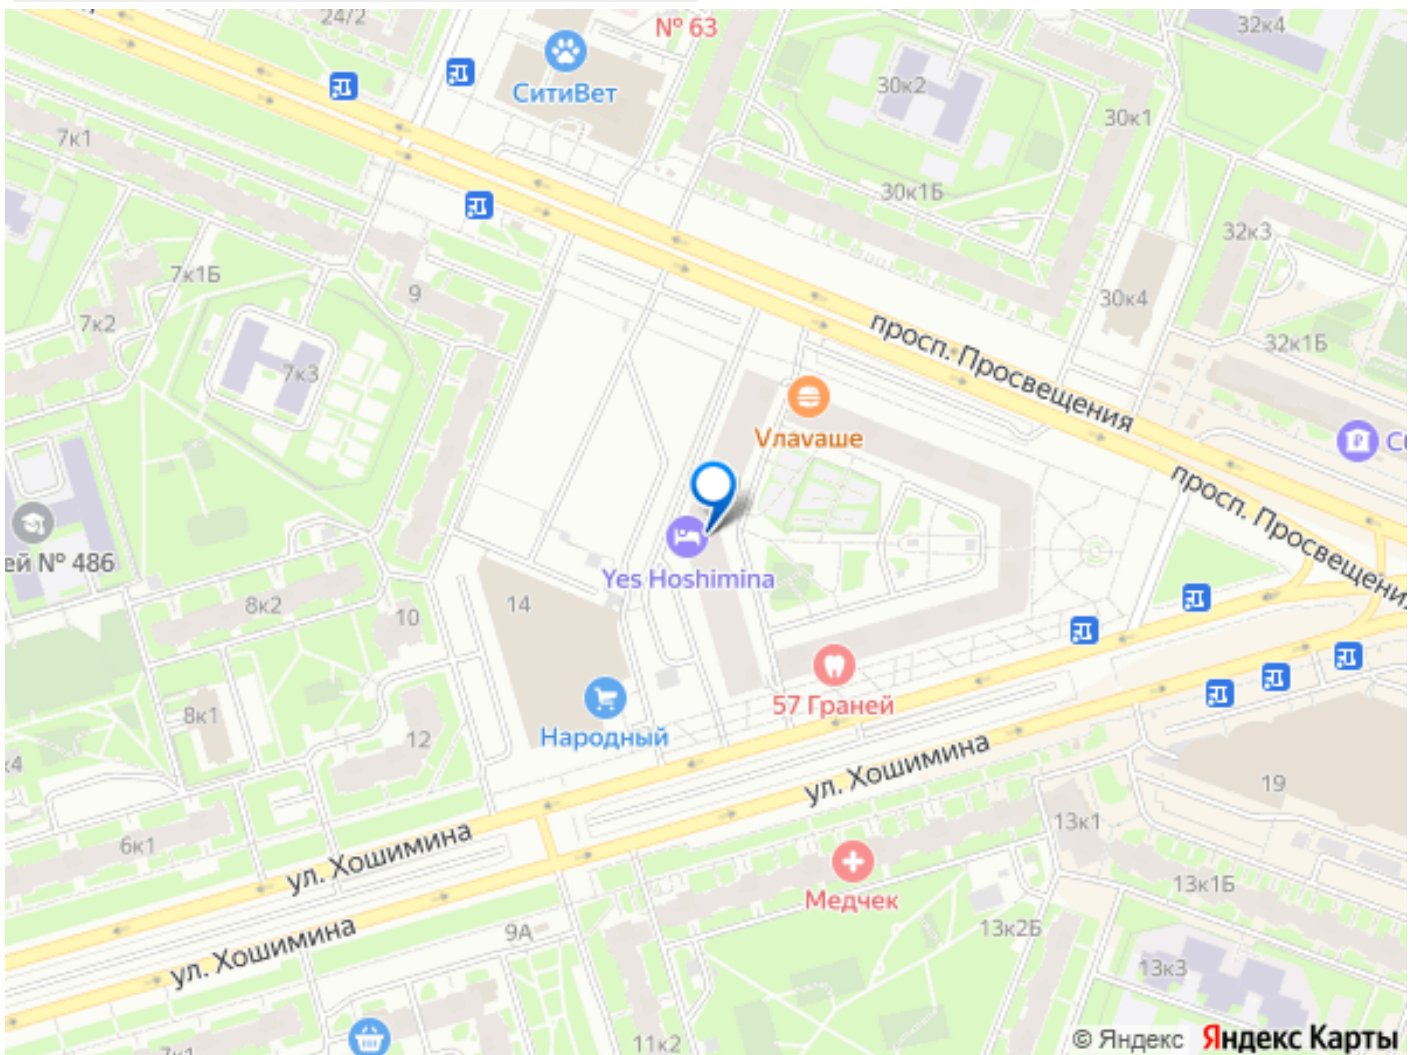 24/2
№ 63
32к4
СитиВет
30к2
30к1
7к1
30к1Б
32к3
7к1Б
9
30к4
7к2
просп. Просвещения
32к1Б
7к3
Vлаvаше
просп. Просвещения
ей № 486
Yes Hoshimina
8к2
14
10
57 Граней
8к1
Народный
12
ул. Хошимина
19
6к1
13к1
ул. Хошимина
Медчек
13к1Б
9А
13к2Б
ул. Хошимина
13к3
11к2
© Яндекс Яндекс Карты